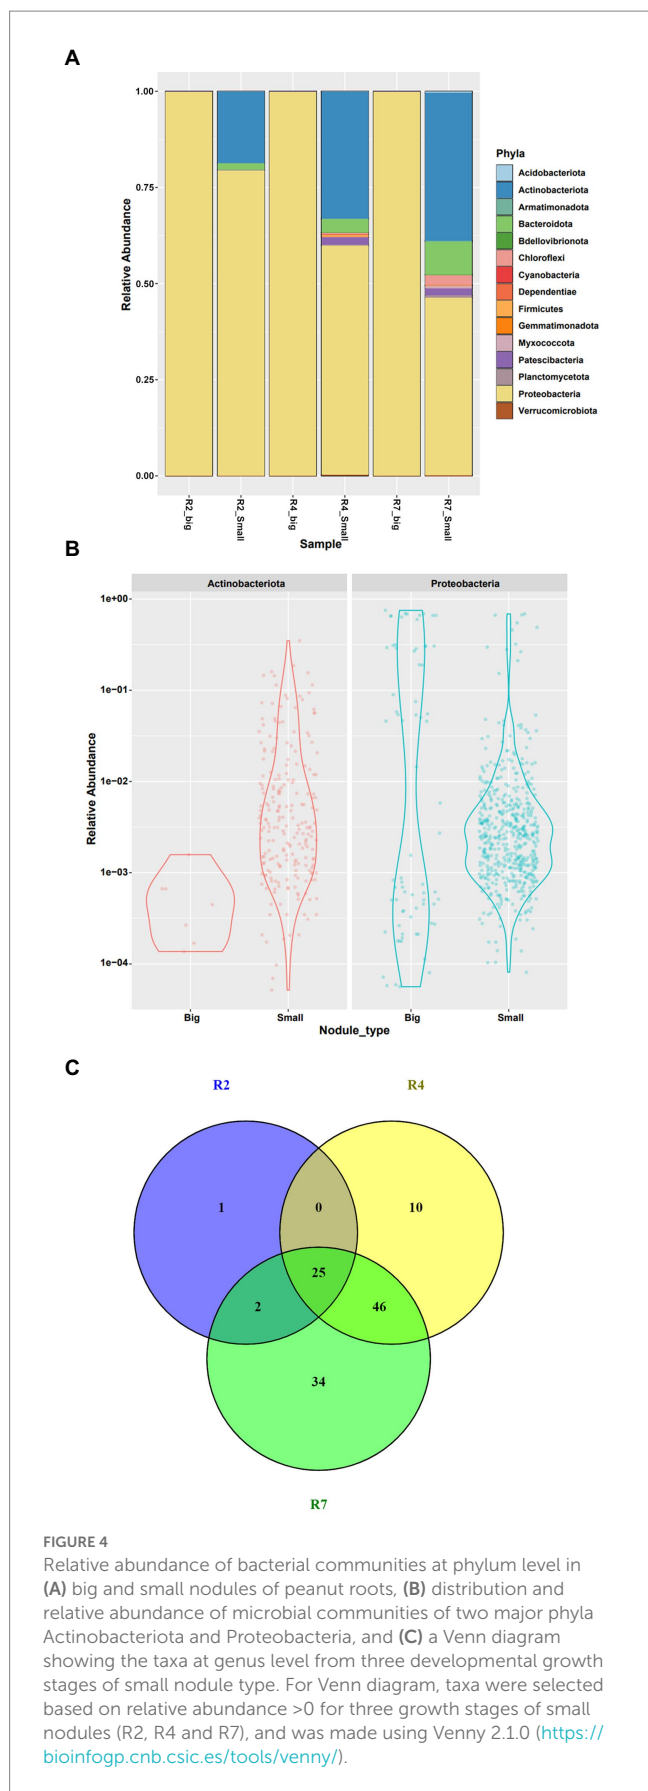 A
1.00
0.75
0.50
0.25
0.00
Relative Abundance
R2_big
R2_Small
R4_big
R4_Small
R7_big
R7_Small
Sample
Phyla
Acidobacteriota
Actinobacteriota
Armatimonadota
Bacteroidota
Bdellovibrionota
Chloroflexi
Cyanobacteria
Dependentiae
Firmicutes
Gemmatimonadota
Myxococcota
Patescibacteria
Planctomycetota
Proteobacteria
Verrucomicrobiota
B
Actinobacteriota
Proteobacteria
1e+00
1e-01
1e-02
1e-03
1e-04
Relative Abundance
Big
Small
Big
Small
Nodule_type
C
R2
R4
1
0
10
25
2
46
34
R7
FIGURE 4
Relative abundance of bacterial communities at phylum level in
(A) big and small nodules of peanut roots, (B) distribution and
relative abundance of microbial communities of two major phyla
Actinobacteriota and Proteobacteria, and (C) a Venn diagram
showing the taxa at genus level from three developmental growth
stages of small nodule type. For Venn diagram, taxa were selected
based on relative abundance >0 for three growth stages of small
nodules (R2, R4 and R7), and was made using Venny 2.1.0 (https://
bioinfogp.cnb.csic.es/tools/venny/).